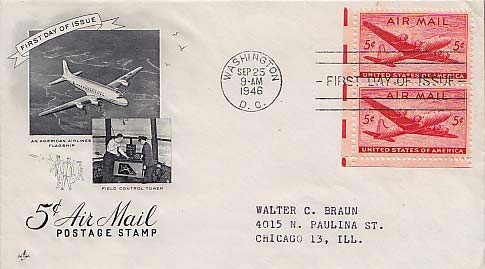 FIRST DAY OF ISSUE
AN AMERICAN AIRLINES
FLAGSHIP
FIELD CONTROL TOWER
5¢ Air Mail
POSTAGE STAMP
WASHINGTON
SEP 25
9-AM
1946
D.C.
FIRST DAY OF ISSUE
AIR MAIL
5¢ 5¢
UNITED STATES OF AMERICA
AIR MAIL
5¢ 5¢
UNITED STATES OF AMERICA
WALTER C. BRAUN
4015 N. PAULINA ST.
CHICAGO 13, ILL.